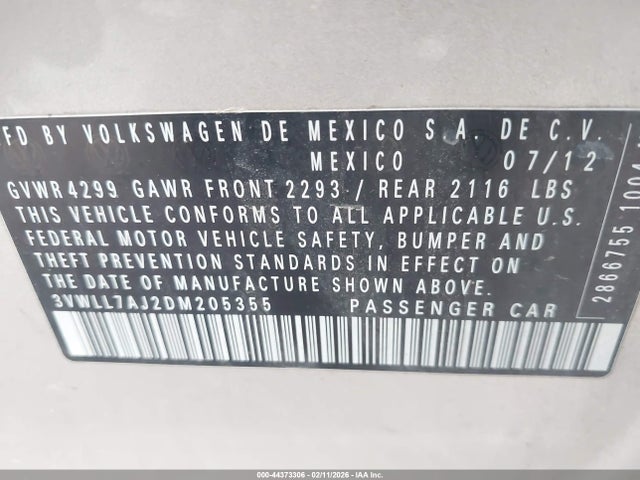 FD BY VOLKSWAGEN DE MEXICO S.A. DE C.V.
MEXICO 07/12
GVWR 4299 GAWR FRONT 2293 / REAR 2116 LBS
THIS VEHICLE CONFORMS TO ALL APPLICABLE U.S.
FEDERAL MOTOR VEHICLE SAFETY, BUMPER AND
THEFT PREVENTION STANDARDS IN EFFECT ON
THE DATE OF MANUFACTURE SHOWN ABOVE.
3VWLL7AJ2DM205355 PASSENGER CAR
2866755
000-44373306 - 02/11/2026 - IAA Inc.